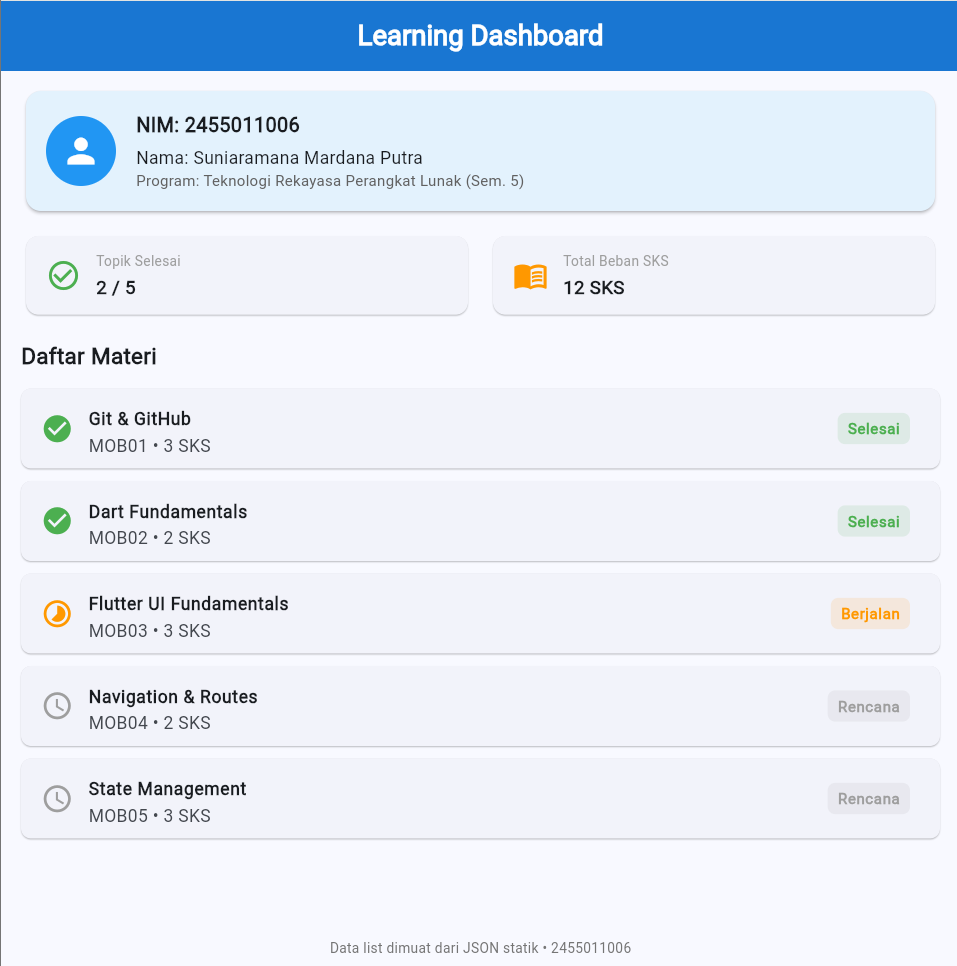 Learning Dashboard
NIM: 2455011006
Nama: Suniaramana Mardana Putra
Program: Teknologi Rekayasa Perangkat Lunak (Sem. 5)
Topik Selesai
2 / 5
Total Beban SKS
12 SKS
Daftar Materi
Git & GitHub
MOB01 • 3 SKS
Selesai
Dart Fundamentals
MOB02 • 2 SKS
Selesai
Flutter UI Fundamentals
MOB03 • 3 SKS
Berjalan
Navigation & Routes
MOB04 • 2 SKS
Rencana
State Management
MOB05 • 3 SKS
Rencana
Data list dimuat dari JSON statik • 2455011006